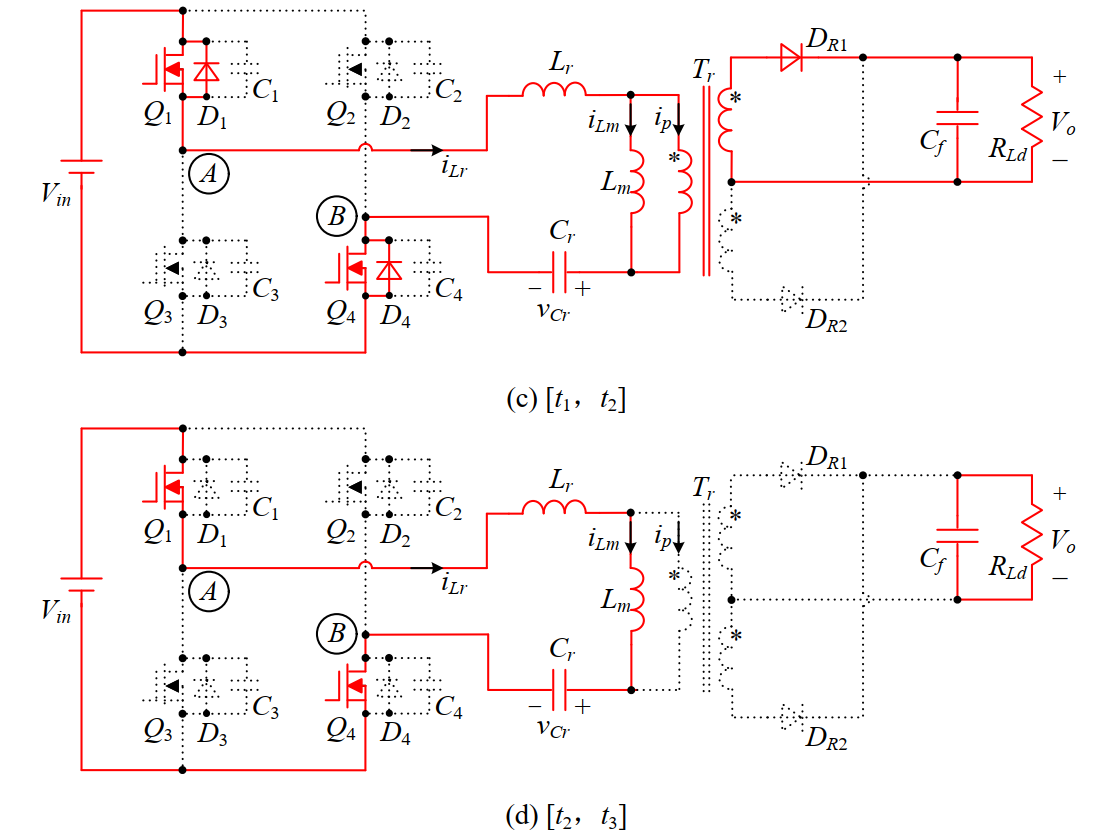 D_R1
L_r
T_r
C_1
C_2
Q_1 D_1
Q_2 D_2
i_Lm i_p
* *
+
C_f R_Ld V_o
−
i_Lr
A
L_m *
V_in
B
C_r
*
C_3
C_4
− +
v_Cr
Q_3 D_3
Q_4 D_4
D_R2
(c) [t_1， t_2]
D_R1
L_r
T_r
C_1
C_2
Q_1 D_1
Q_2 D_2
i_Lm i_p
*
+
C_f R_Ld V_o
−
i_Lr
A
L_m *
V_in
B
C_r
*
C_3
C_4
− +
v_Cr
Q_3 D_3
Q_4 D_4
D_R2
(d) [t_2， t_3]